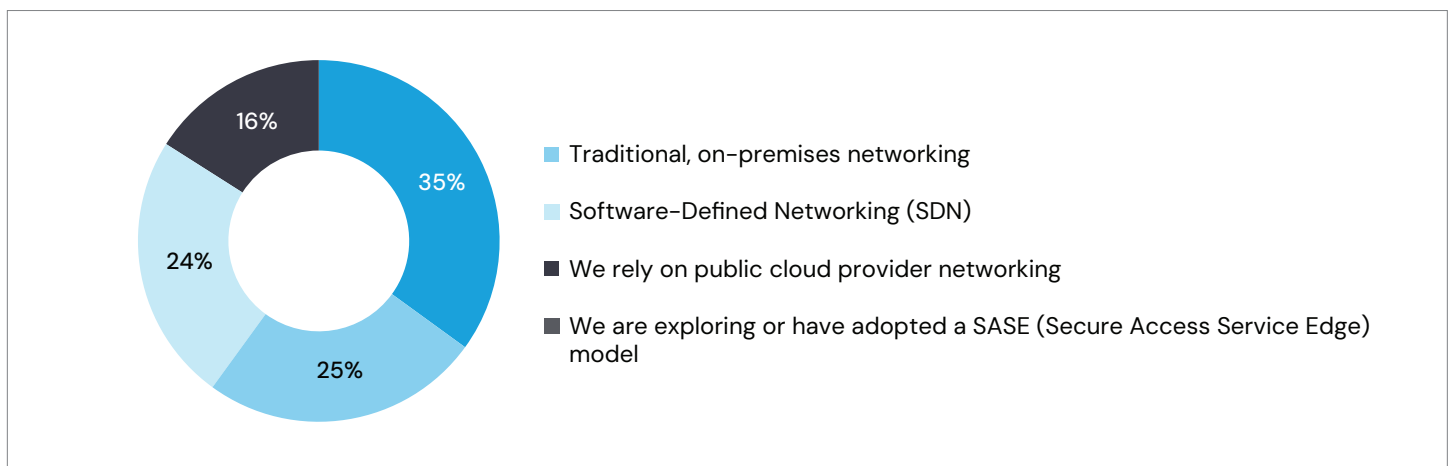 16%
35%
24%
25%
Traditional, on-premises networking
Software-Defined Networking (SDN)
We rely on public cloud provider networking
We are exploring or have adopted a SASE (Secure Access Service Edge)
model